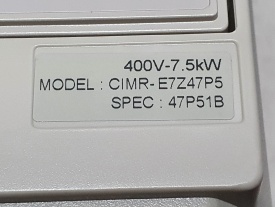 400V-7.5kW
MODEL : CIMR-E7Z47P5
SPEC : 47P51B